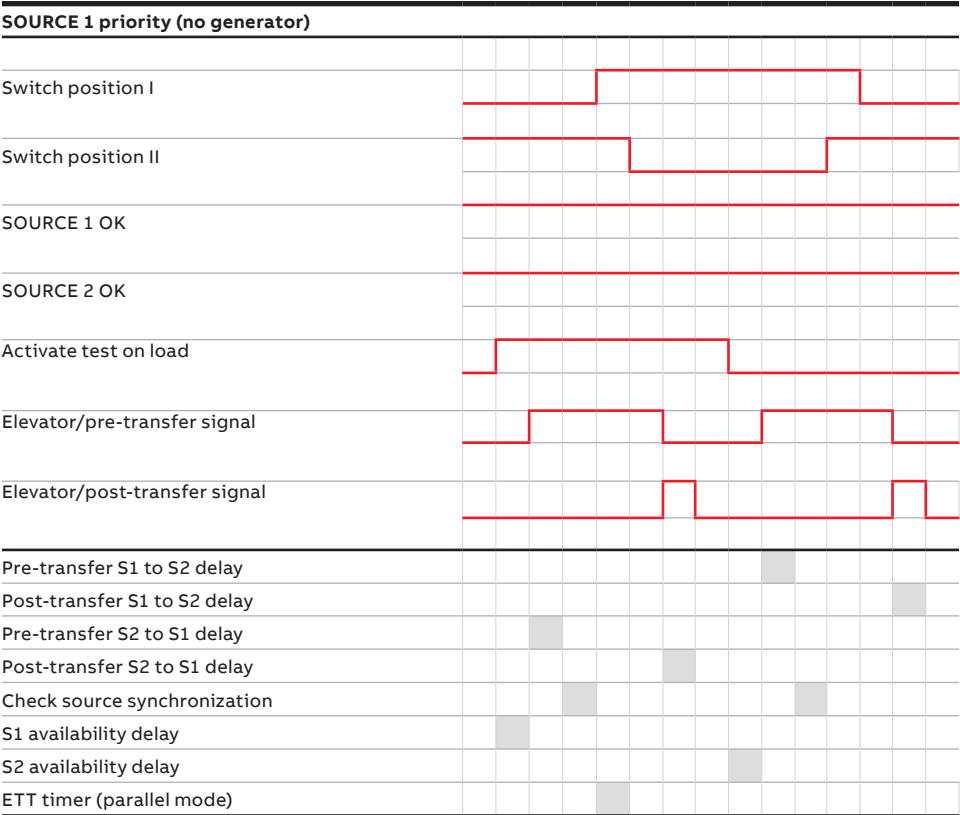 SOURCE 1 priority (no generator)
Switch position I
Switch position II
SOURCE 1 OK
SOURCE 2 OK
Activate test on load
Elevator/pre-transfer signal
Elevator/post-transfer signal
Pre-transfer S1 to S2 delay
Post-transfer S1 to S2 delay
Pre-transfer S2 to S1 delay
Post-transfer S2 to S1 delay
Check source synchronization
S1 availability delay
S2 availability delay
ETT timer (parallel mode)